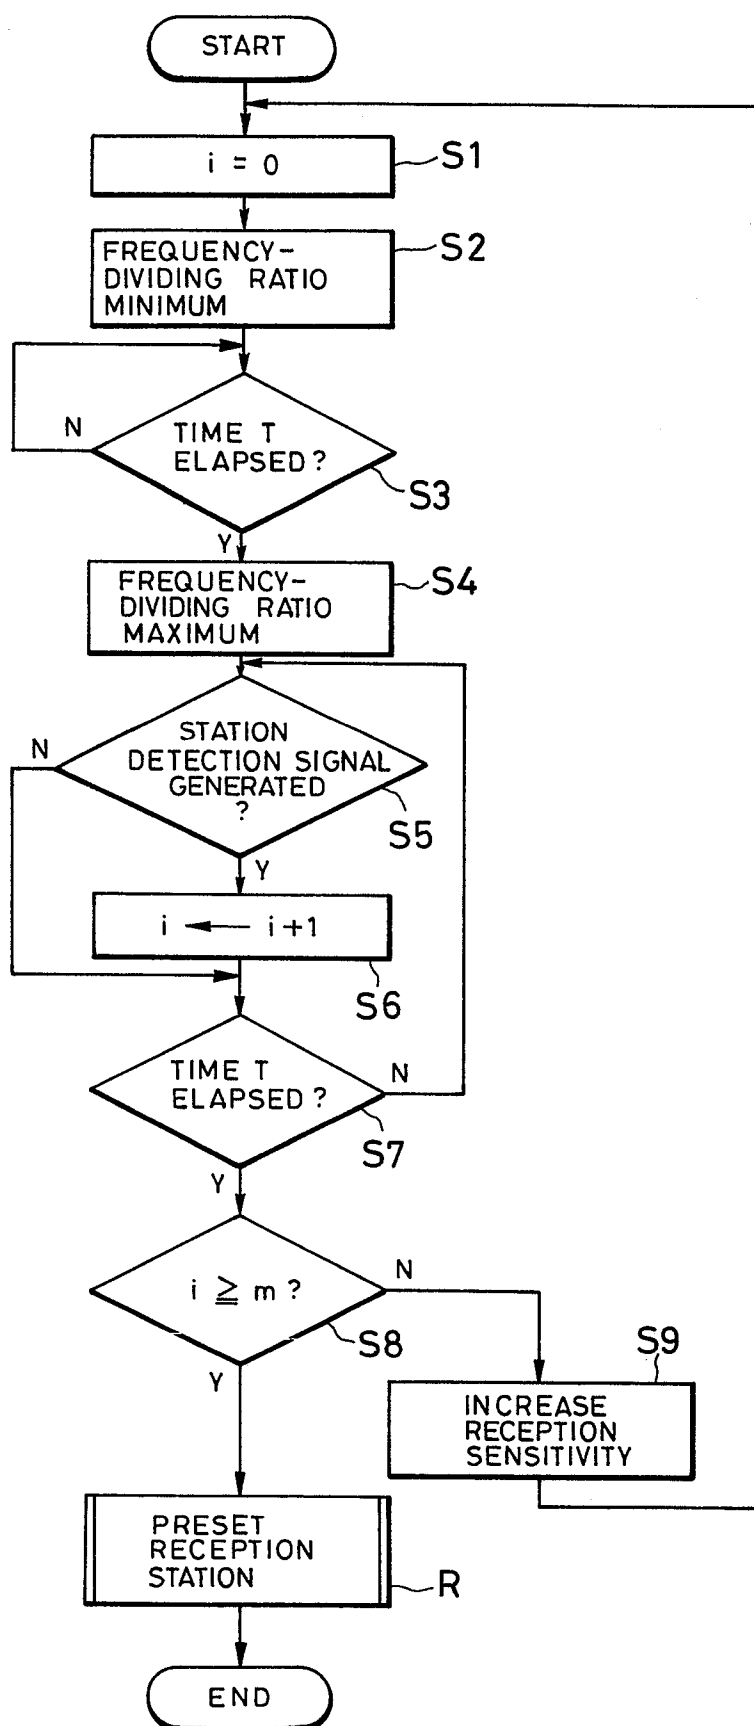 START
i = 0
S1
FREQUENCY-
DIVIDING RATIO
MINIMUM
S2
N
TIME T
ELAPSED?
S3
Y
FREQUENCY-
DIVIDING RATIO
MAXIMUM
S4
N
STATION
DETECTION SIGNAL
GENERATED
?
S5
Y
i ← i+1
S6
TIME T
ELAPSED?
N
S7
Y
i ≧ m ?
N
S8
Y
S9
INCREASE
RECEPTION
SENSITIVITY
PRESET
RECEPTION
STATION
R
END